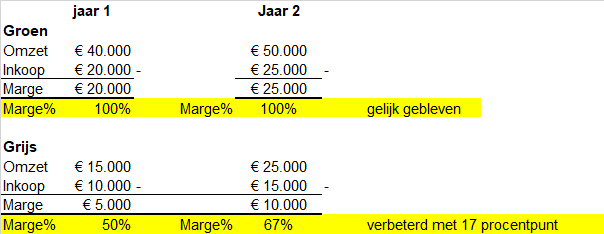 jaar 1 Jaar 2
Groen
Omzet € 40.000 € 50.000
Inkoop € 20.000 - € 25.000 -
Marge € 20.000 € 25.000
Marge% 100% Marge% 100% gelijk gebleven
Grijs
Omzet € 15.000 € 25.000
Inkoop € 10.000 - € 15.000 -
Marge € 5.000 € 10.000
Marge% 50% Marge% 67% verbeterd met 17 procentpunt